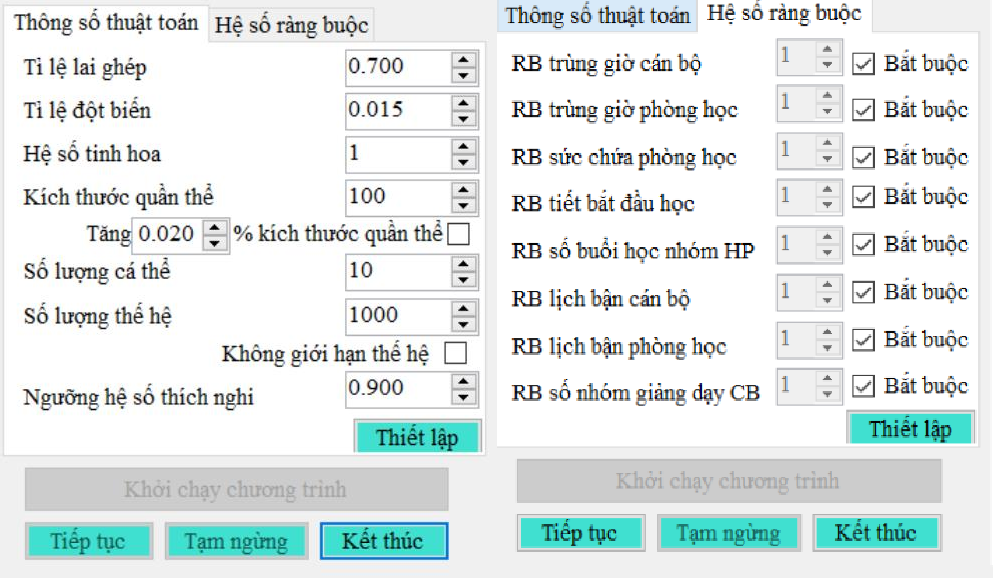 Thông số thuật toán Hệ số ràng buộc
Tỉ lệ lai ghép 0.700
Tỉ lệ đột biến 0.015
Hệ số tinh hoa 1
Kích thước quần thể 100
Tăng 0.020 % kích thước quần thể
Số lượng cá thể 10
Số lượng thế hệ 1000
Không giới hạn thế hệ
Ngưỡng hệ số thích nghi 0.900
Thiết lập
Khởi chạy chương trình
Tiếp tục Tạm ngừng Kết thúc
Thông số thuật toán Hệ số ràng buộc
RB trùng giờ cán bộ 1 Bắt buộc
RB trùng giờ phòng học 1 Bắt buộc
RB sức chứa phòng học 1 Bắt buộc
RB tiết bắt đầu học 1 Bắt buộc
RB số buổi học nhóm HP 1 Bắt buộc
RB lịch bận cán bộ 1 Bắt buộc
RB lịch bận phòng học 1 Bắt buộc
RB số nhóm giảng dạy CB 1 Bắt buộc
Thiết lập
Khởi chạy chương trình
Tiếp tục Tạm ngừng Kết thúc